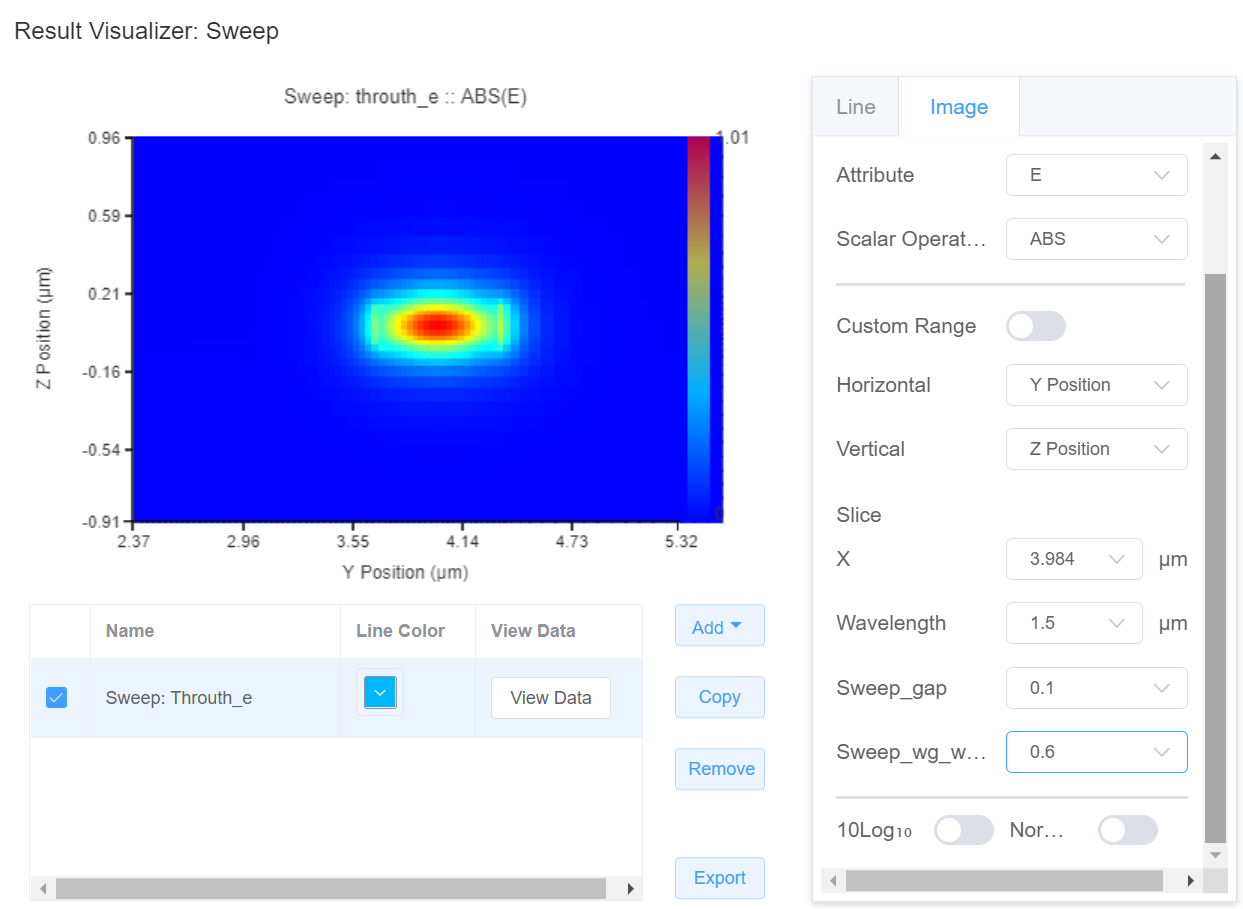 Result Visualizer: Sweep
Sweep: throuth_e :: ABS(E)
1.01
0.96
0.59
0.21
-0.16
-0.54
-0.91
Z Position (µm)
0
2.37 2.96 3.55 4.14 4.73 5.32
Y Position (µm)
Name Line Color View Data
Sweep: Throuth_e View Data
Add
Copy
Remove
Export
Line Image
Attribute E
Scalar Operat... ABS
Custom Range
Horizontal Y Position
Vertical Z Position
Slice
X 3.984 µm
Wavelength 1.5 µm
Sweep_gap 0.1
Sweep_wg_w... 0.6
10Log₁₀ Nor...